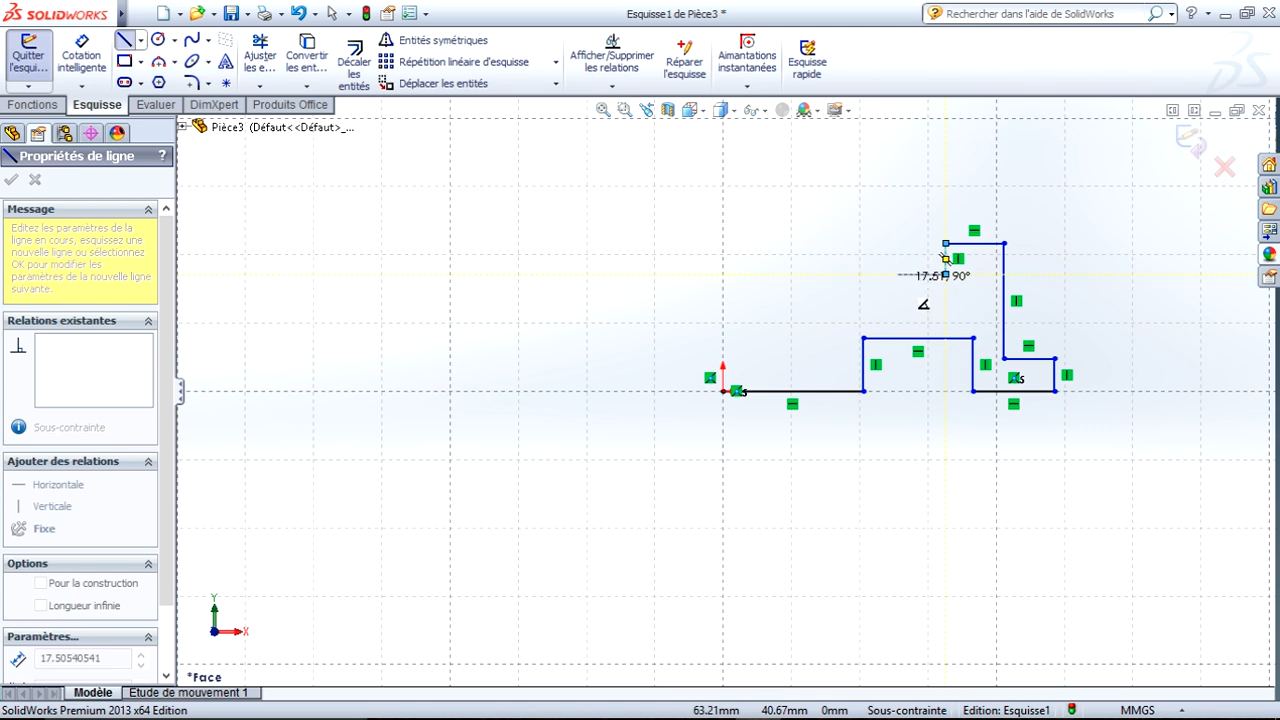 SOLIDWORKS
Esquisse1 de Pièce3 *
Rechercher dans l'aide de SolidWorks
Quitter l'esqui...
Cotation intelligente
Ajuster les e...
Convertir les ent...
Décaler les entités
Entités symétriques
Répétition linéaire d'esquisse
Déplacer les entités
Afficher/Supprimer les relations
Réparer l'esquisse
Aimantations instantanées
Esquisse rapide
Fonctions
Esquisse
Evaluer
DimXpert
Produits Office
Pièce3 (Défaut<<Défaut>_...
Propriétés de ligne
?
Message
Editez les paramètres de la
ligne en cours, esquissez une
nouvelle ligne ou sélectionnez
OK pour modifier les
paramètres de la nouvelle ligne
suivante.
Relations existantes
Sous-contrainte
Ajouter des relations
Horizontale
Verticale
Fixe
Options
Pour la construction
Longueur infinie
Paramètres...
17.50540541
17.51, 90°
Y
X
*Face
Modèle
Etude de mouvement 1
SolidWorks Premium 2013 x64 Edition
63.21mm
40.67mm
0mm
Sous-contrainte
Edition: Esquisse1
MMGS